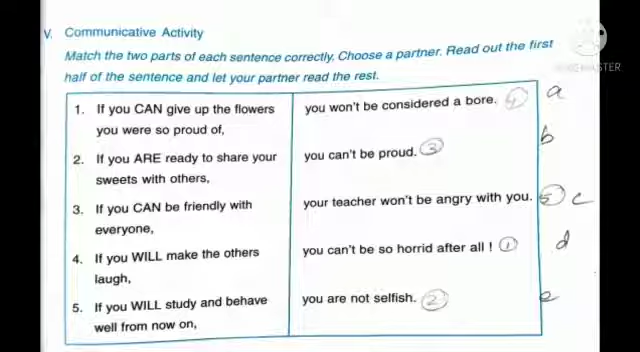 V. Communicative Activity
Match the two parts of each sentence correctly. Choose a partner. Read out the first
half of the sentence and let your partner read the rest.
1. If you CAN give up the flowers
you were so proud of,
you won't be considered a bore. 4 a
2. If you ARE ready to share your
sweets with others,
you can't be proud. 3 b
3. If you CAN be friendly with
everyone,
your teacher won't be angry with you. 5 c
4. If you WILL make the others
laugh,
you can't be so horrid after all ! 1 d
5. If you WILL study and behave
well from now on,
you are not selfish. 2 e